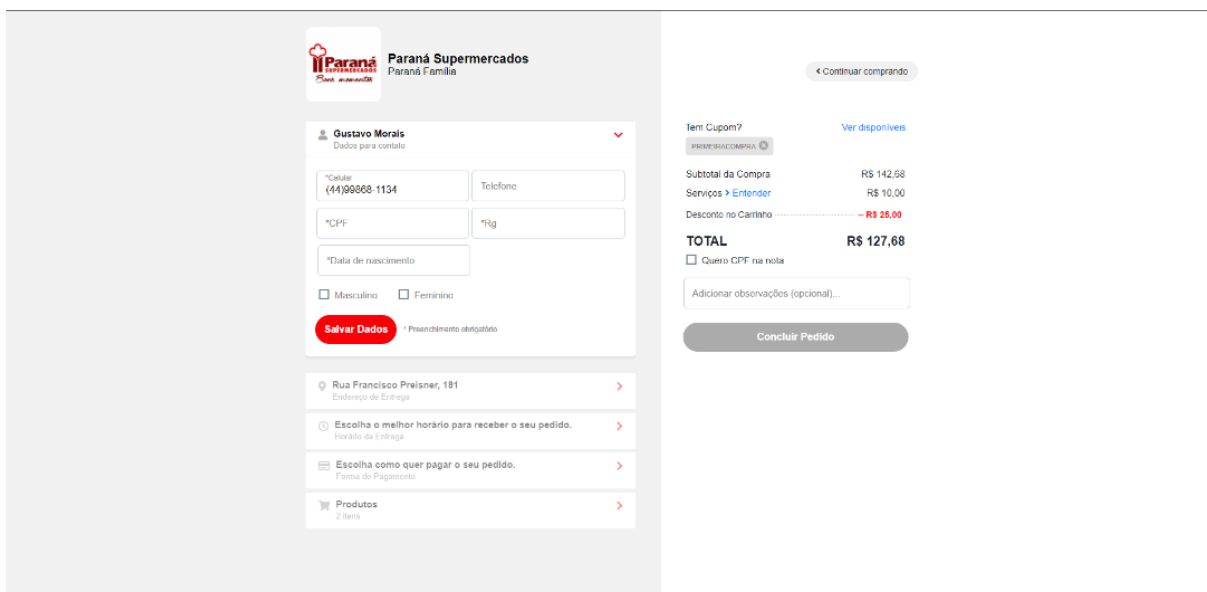 Paraná
SUPERMERCADOS
Bons momentos
Paraná Supermercados
Paraná Família
Gustavo Morais
Dados para contato
*Celular
(44)99868-1134
Telefone
*CPF
*Rg
*Data de nascimento
Masculino
Feminino
Salvar Dados
* Preenchimento obrigatório
Rua Francisco Preisner, 181
Endereço de Entrega
Escolha o melhor horário para receber o seu pedido.
Horário da Entrega
Escolha como quer pagar o seu pedido.
Forma de Pagamento
Produtos
2 itens
Continuar comprando
Tem Cupom? Ver disponíveis
PRIMEIRACOMPRA
Subtotal da Compra R$ 142,68
Serviços Entender R$ 10,00
Desconto no Carrinho – R$ 25,00
TOTAL R$ 127,68
Quero CPF na nota
Adicionar observações (opcional)...
Concluir Pedido